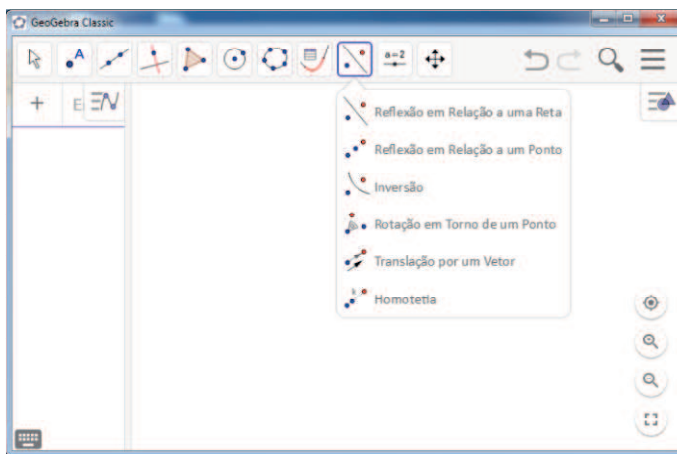 GeoGebra Classic
A
a=2
+
Reflexão em Relação a uma Reta
Reflexão em Relação a um Ponto
Inversão
Rotação em Torno de um Ponto
Translação por um Vetor
Homotetia